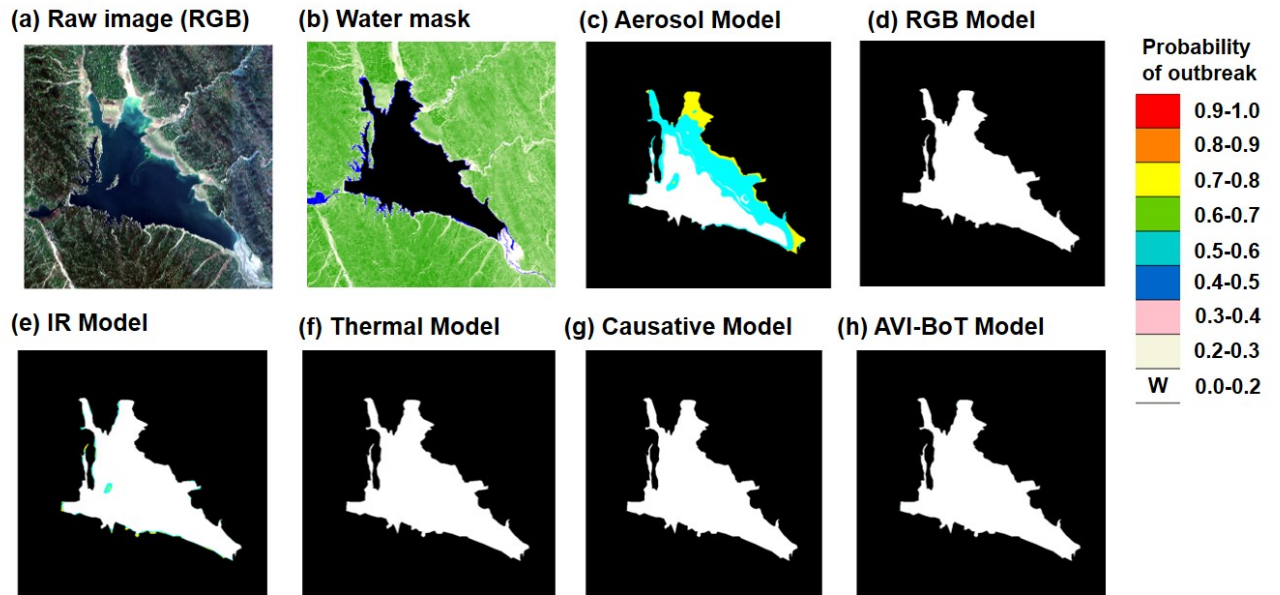 (a) Raw image (RGB)
(b) Water mask
(c) Aerosol Model
(d) RGB Model
Probability
of outbreak
0.9-1.0
0.8-0.9
0.7-0.8
0.6-0.7
0.5-0.6
0.4-0.5
0.3-0.4
0.2-0.3
W 0.0-0.2
(e) IR Model
(f) Thermal Model
(g) Causative Model
(h) AVI-BoT Model